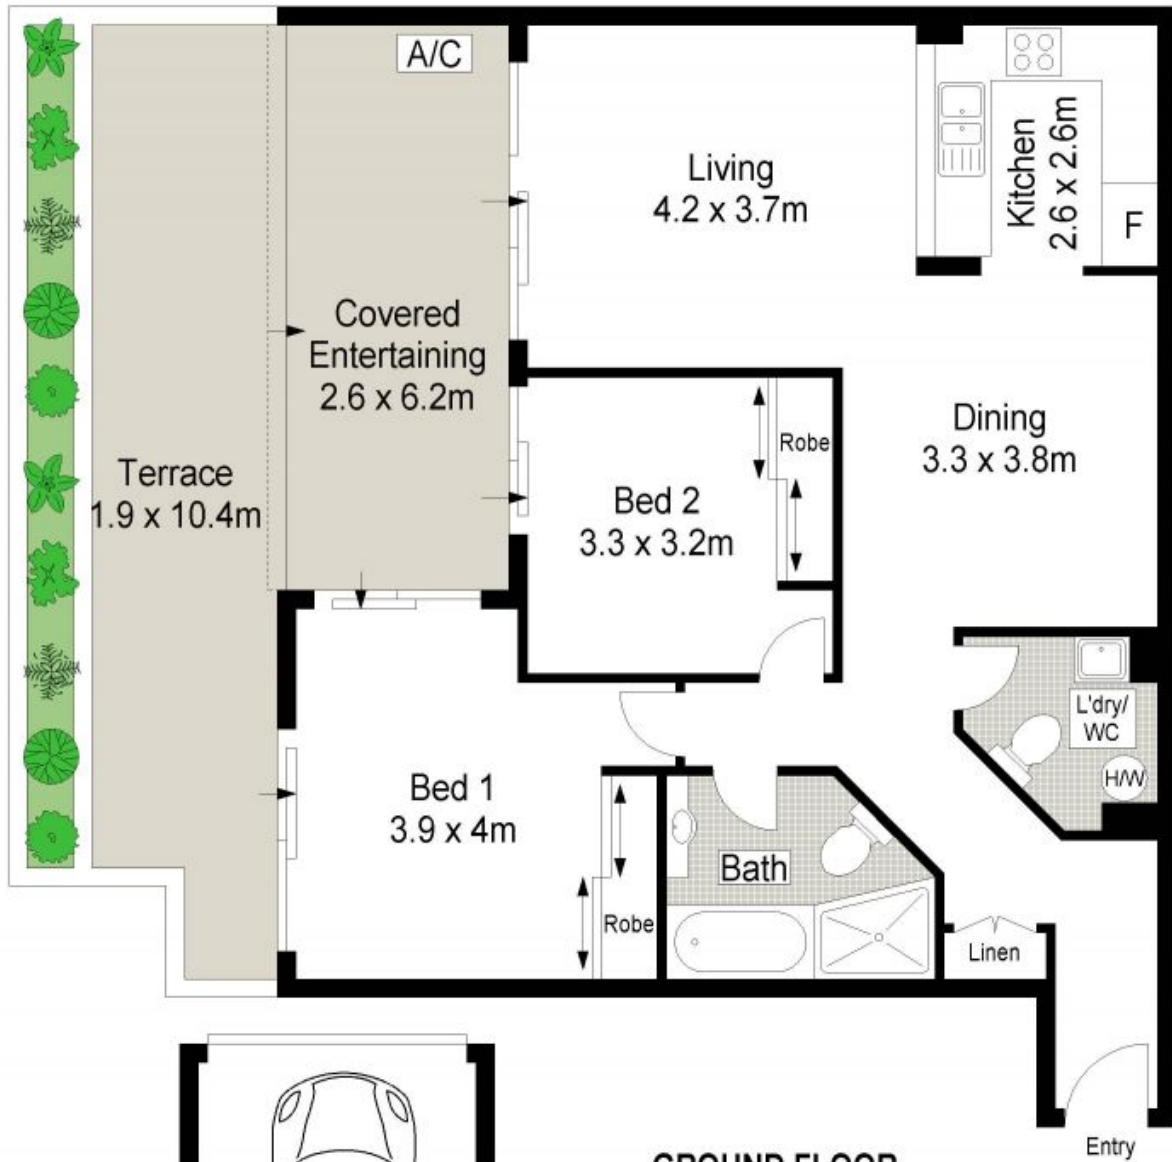 A/C
Living
4.2 x 3.7m
Kitchen
2.6 x 2.6m
F
Covered
Entertaining
2.6 x 6.2m
Terrace
1.9 x 10.4m
Bed 2
3.3 x 3.2m
Robe
Dining
3.3 x 3.8m
L'dry/
WC
H/W
Bed 1
3.9 x 4m
Robe
Bath
Linen
Entry
GROUND FLOOR